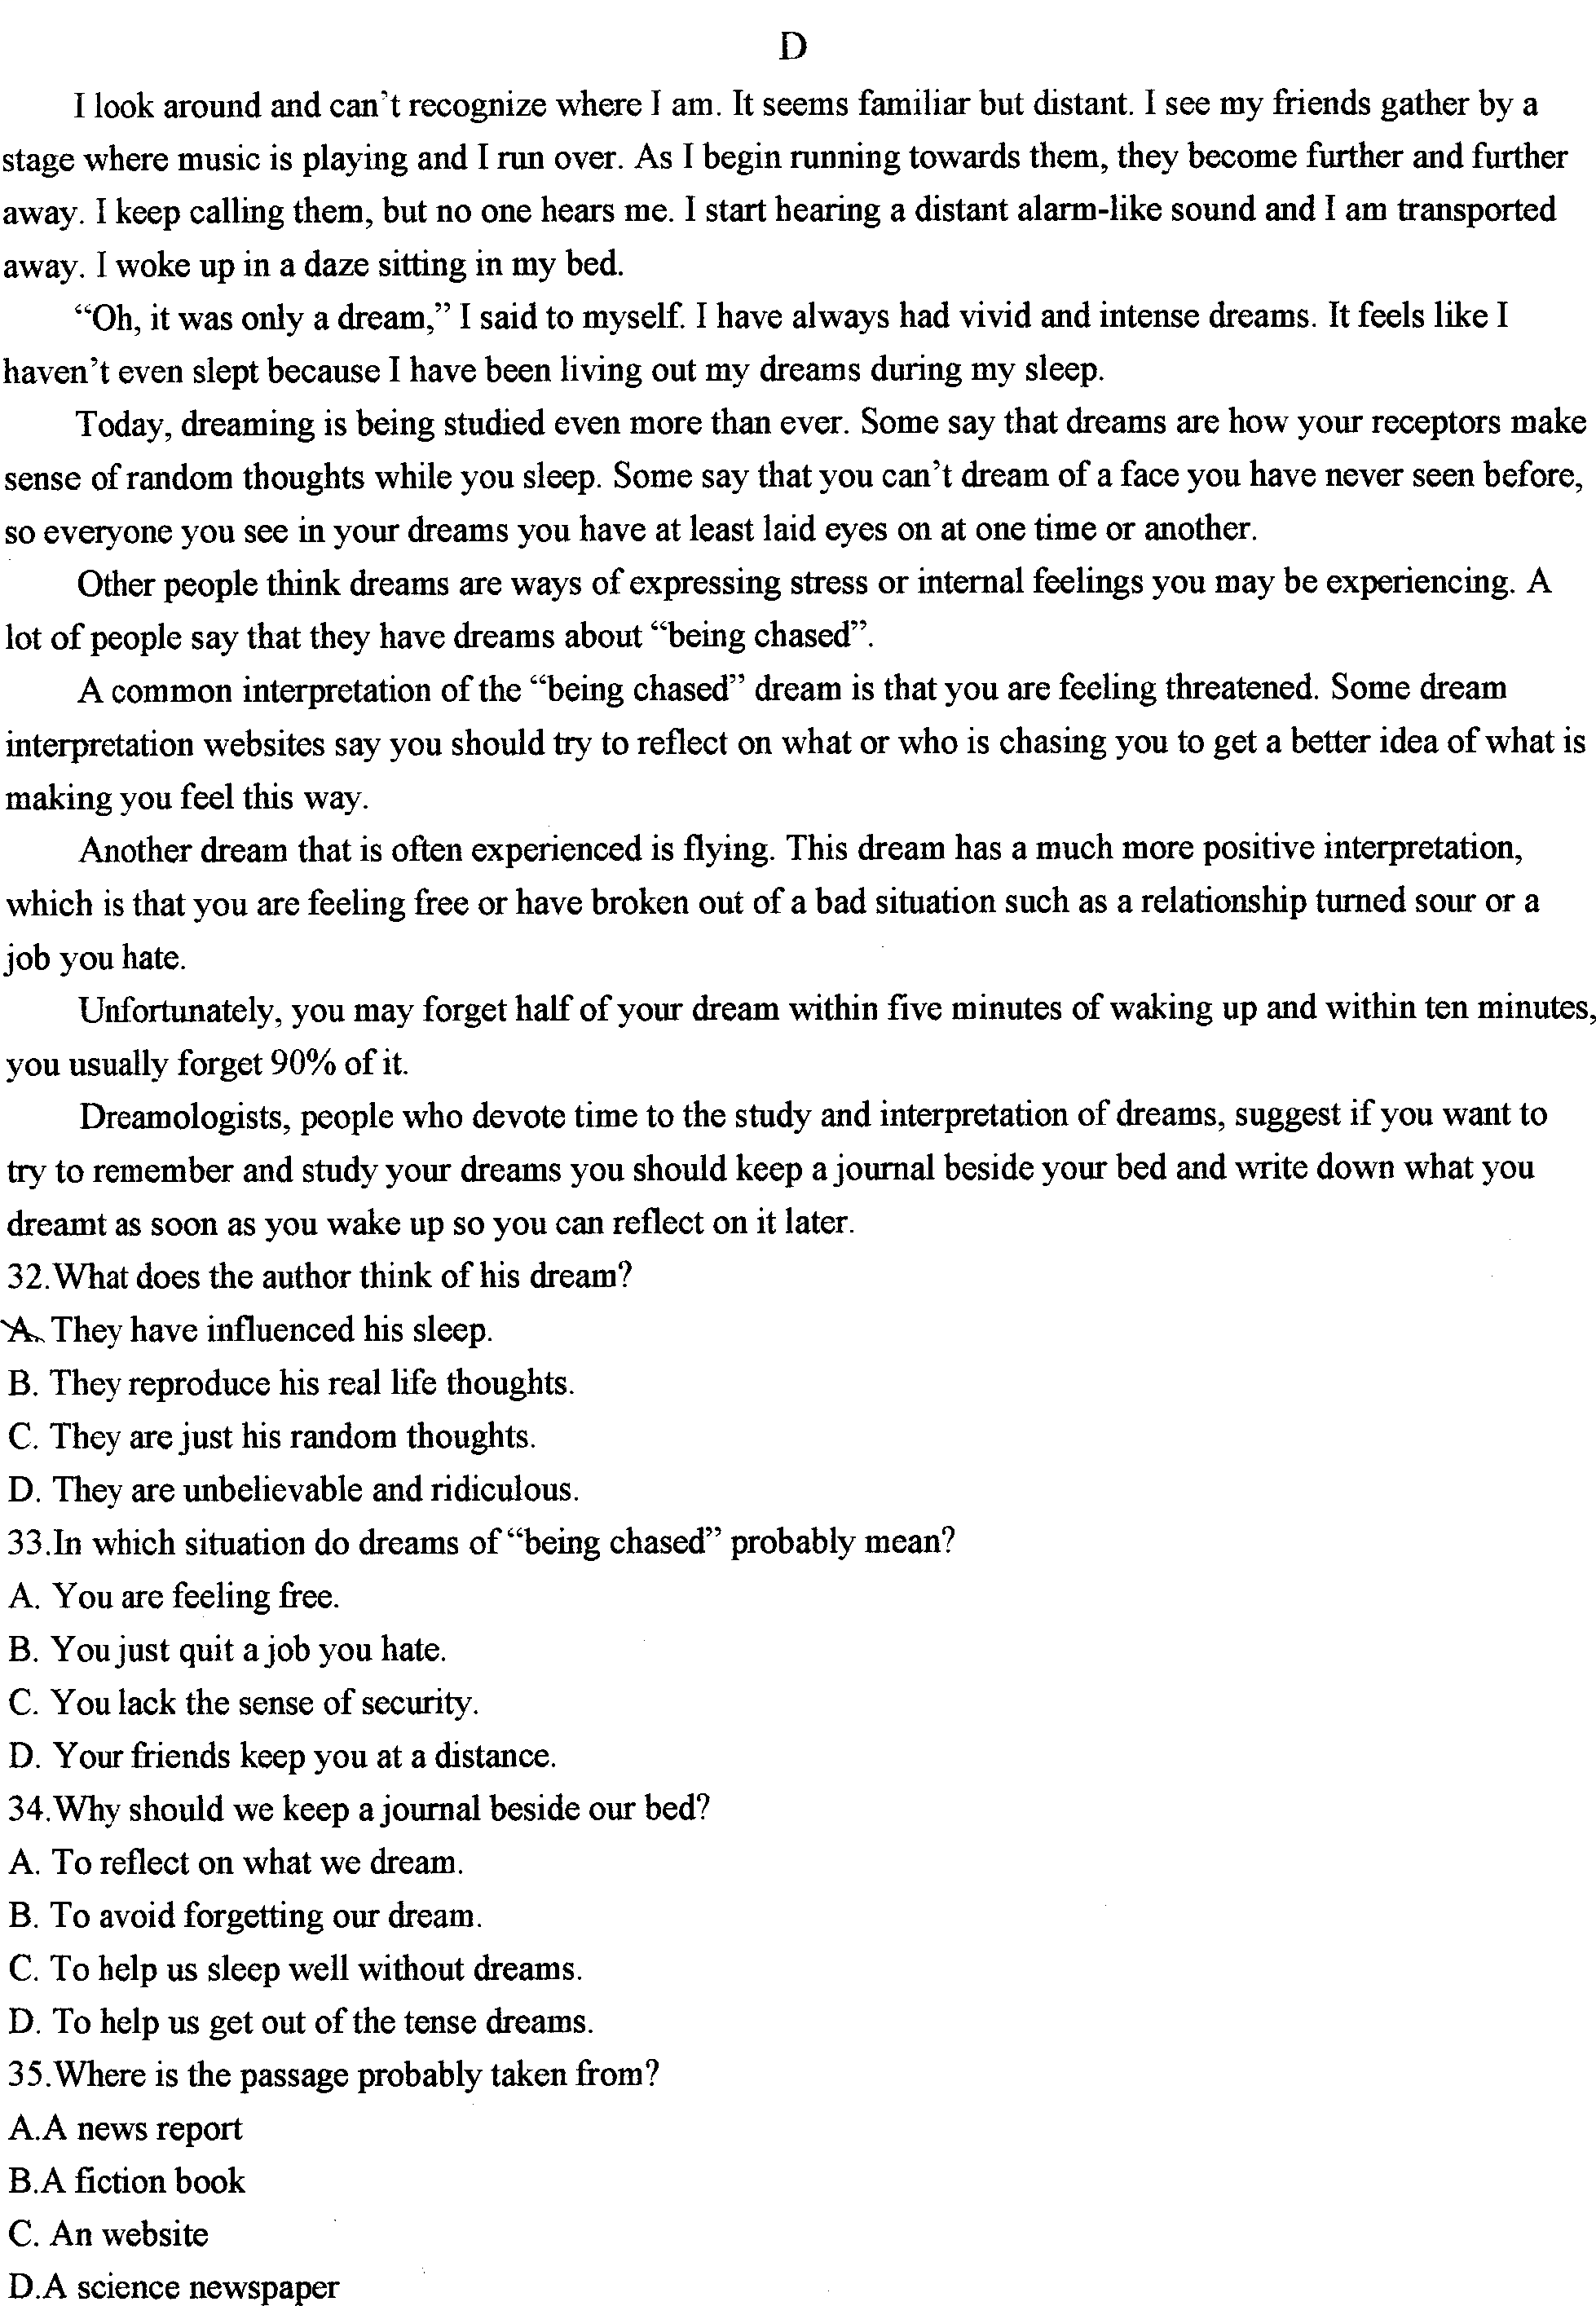 D
I look around and can't recognize where I am. It seems familiar but distant. I see my friends gather by a
stage where music is playing and I run over. As I begin running towards them, they become further and further
away. I keep calling them, but no one hears me. I start hearing a distant alarm-like sound and I am transported
away. I woke up in a daze sitting in my bed.
“Oh, it was only a dream,” I said to myself. I have always had vivid and intense dreams. It feels like I
haven't even slept because I have been living out my dreams during my sleep.
Today, dreaming is being studied even more than ever. Some say that dreams are how your receptors make
sense of random thoughts while you sleep. Some say that you can't dream of a face you have never seen before,
so everyone you see in your dreams you have at least laid eyes on at one time or another.
Other people think dreams are ways of expressing stress or internal feelings you may be experiencing. A
lot of people say that they have dreams about “being chased”.
A common interpretation of the “being chased” dream is that you are feeling threatened. Some dream
interpretation websites say you should try to reflect on what or who is chasing you to get a better idea of what is
making you feel this way.
Another dream that is often experienced is flying. This dream has a much more positive interpretation,
which is that you are feeling free or have broken out of a bad situation such as a relationship turned sour or a
job you hate.
Unfortunately, you may forget half of your dream within five minutes of waking up and within ten minutes,
you usually forget 90% of it.
Dreamologists, people who devote time to the study and interpretation of dreams, suggest if you want to
try to remember and study your dreams you should keep a journal beside your bed and write down what you
dreamt as soon as you wake up so you can reflect on it later.
32.What does the author think of his dream?
A. They have influenced his sleep.
B. They reproduce his real life thoughts.
C. They are just his random thoughts.
D. They are unbelievable and ridiculous.
33.In which situation do dreams of “being chased” probably mean?
A. You are feeling free.
B. You just quit a job you hate.
C. You lack the sense of security.
D. Your friends keep you at a distance.
34.Why should we keep a journal beside our bed?
A. To reflect on what we dream.
B. To avoid forgetting our dream.
C. To help us sleep well without dreams.
D. To help us get out of the tense dreams.
35.Where is the passage probably taken from?
A.A news report
B.A fiction book
C. An website
D.A science newspaper